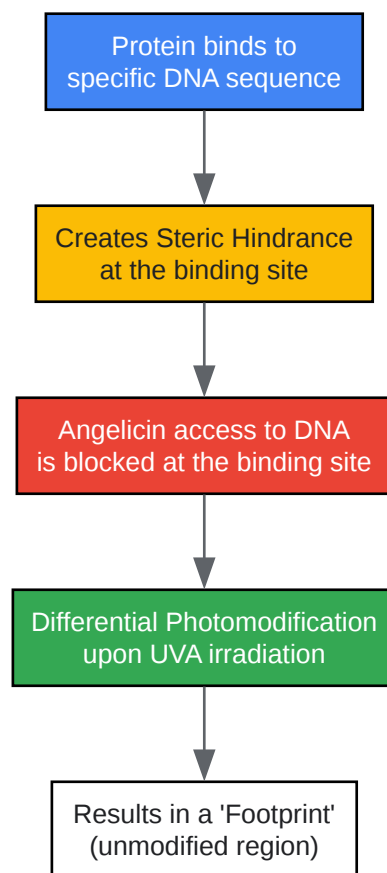 Protein binds to
specific DNA sequence
Creates Steric Hindrance
at the binding site
Angelicin access to DNA
is blocked at the binding site
Differential Photomodification
upon UVA irradiation
Results in a 'Footprint'
(unmodified region)